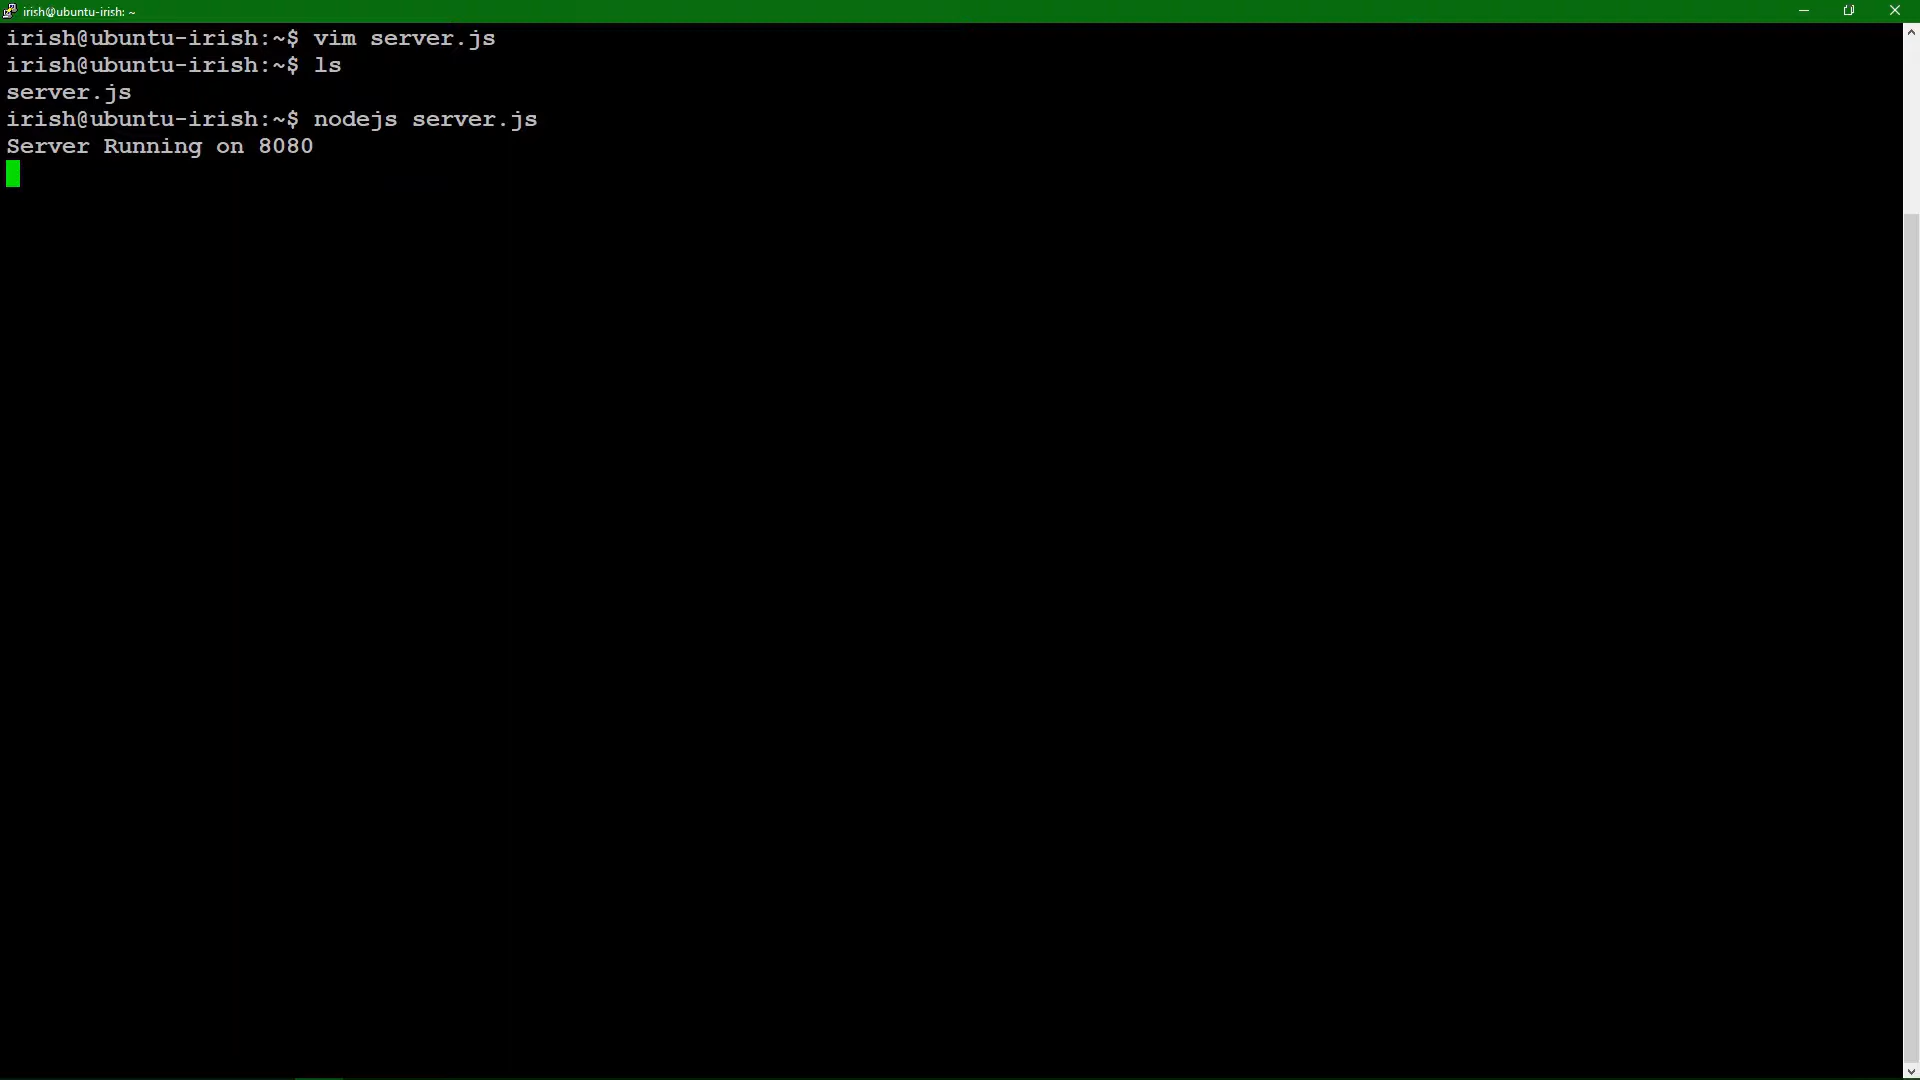 irish@ubuntu-irish: ~
irish@ubuntu-irish:~$ vim server.js
irish@ubuntu-irish:~$ ls
server.js
irish@ubuntu-irish:~$ nodejs server.js
Server Running on 8080